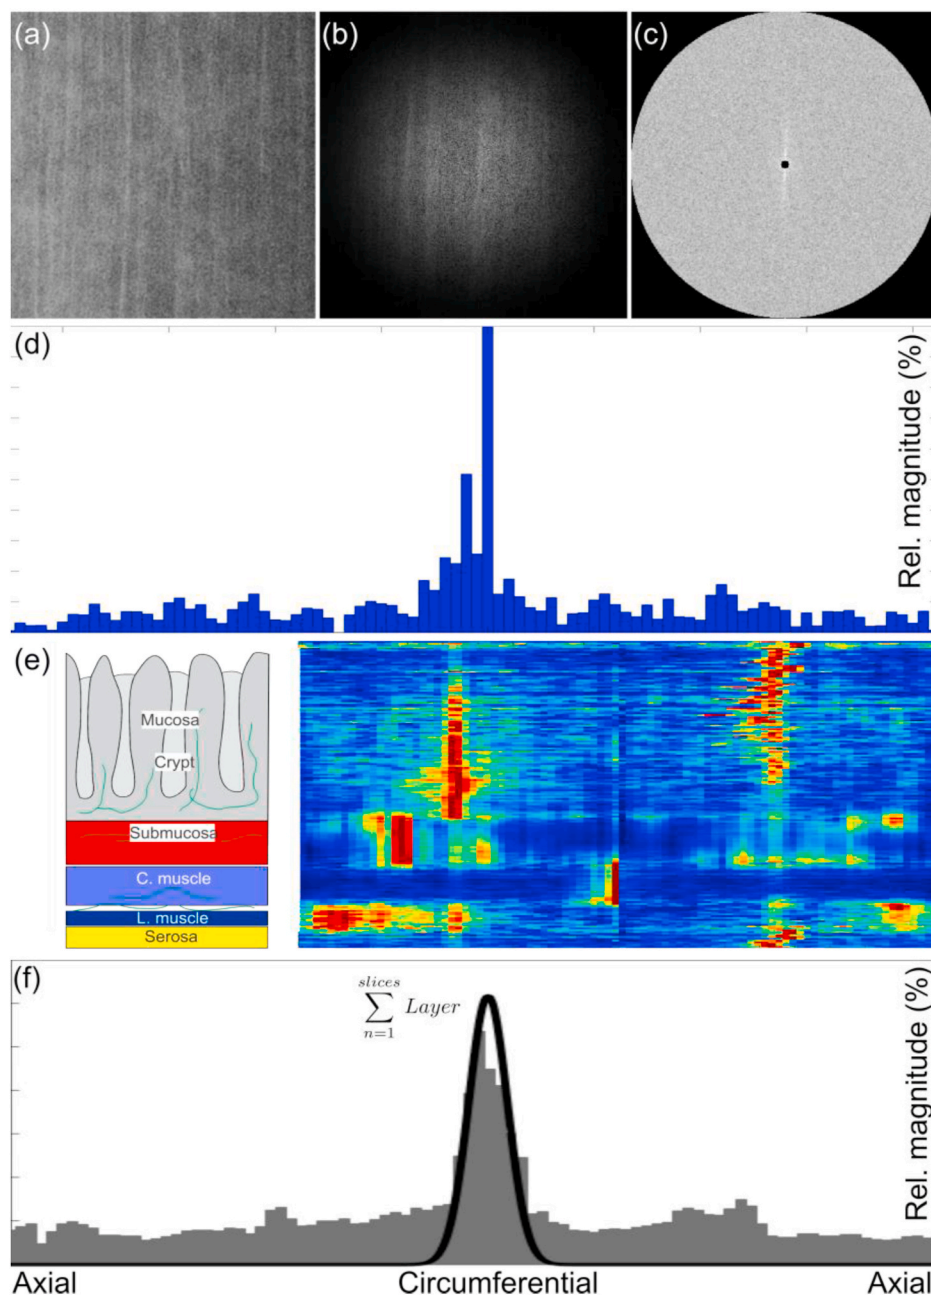 (a)
(b)
(c)
(d)
Rel. magnitude (%)
(e)
Mucosa
Crypt
Submucosa
C. muscle
L. muscle
Serosa
(f)
slices
∑ Layer
n=1
Rel. magnitude (%)
Axial Circumferential Axial